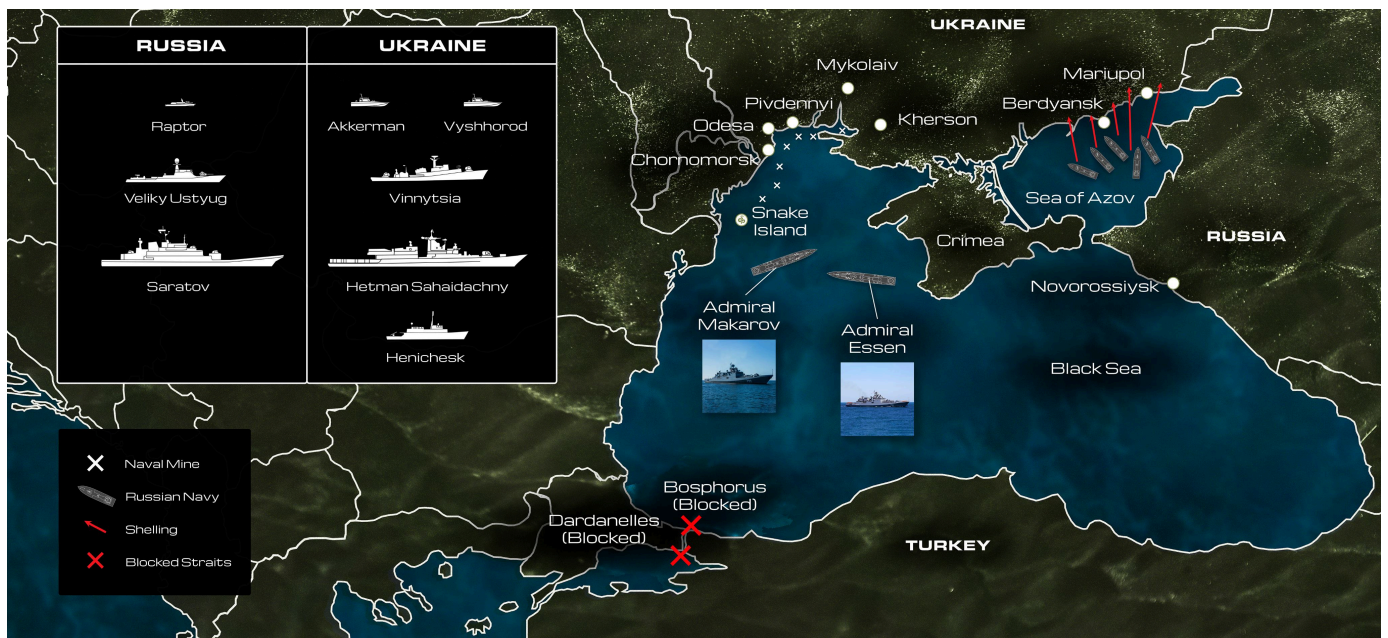 RUSSIA
UKRAINE
Raptor
Akkerman
Vyshhorod
Veliky Ustyug
Vinnytsia
Saratov
Hetman Sahaidachny
Henichesk
Naval Mine
Russian Navy
Shelling
Blocked Straits
UKRAINE
Mykolaiv
Mariupol
Pivdennyi
Berdyansk
Odesa
Kherson
Chornomorsk
Sea of Azov
Snake
Island
Crimea
RUSSIA
Novorossiysk
Admiral
Makarov
Admiral
Essen
Black Sea
Bosphorus
(Blocked)
Dardanelles
(Blocked)
TURKEY